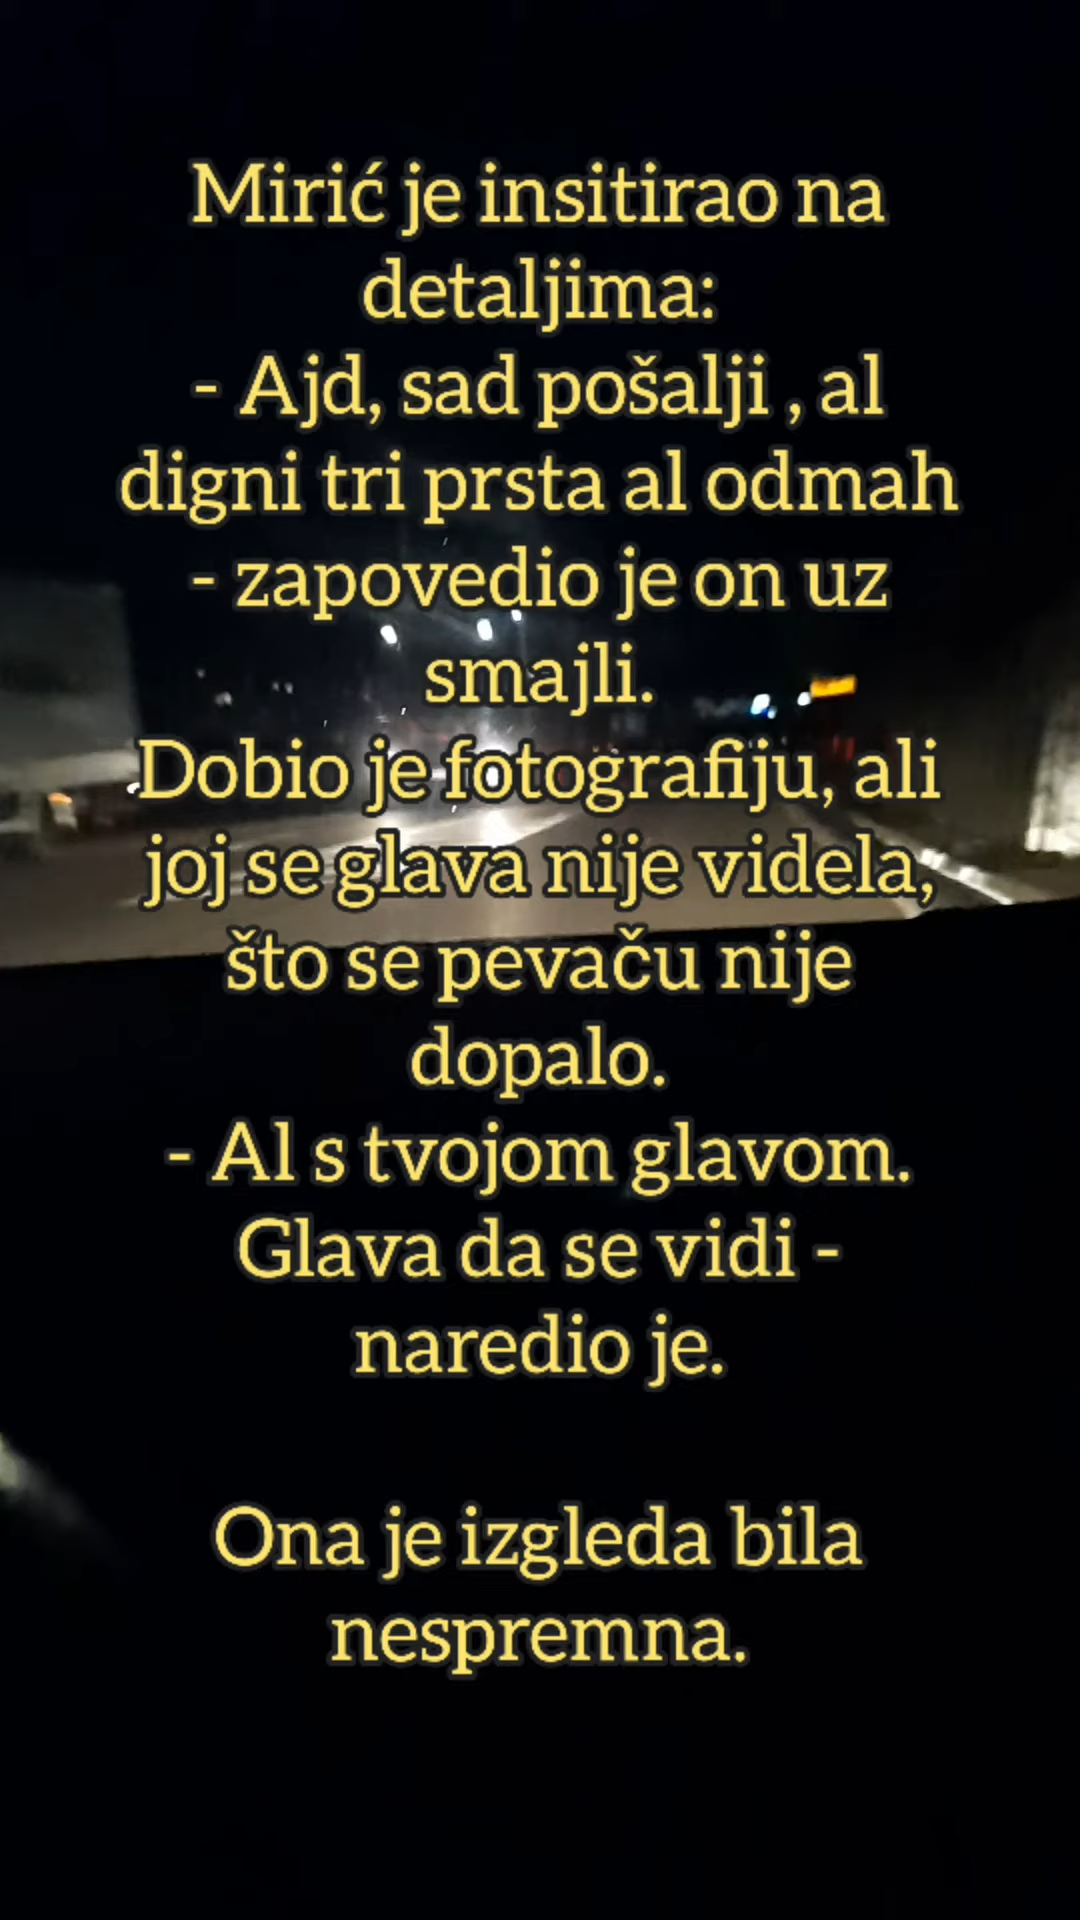 Mirić je insitirao na
detaljima:
- Ajd, sad pošalji , al
digni tri prsta al odmah
- zapovedio je on uz
smajli.
Dobio je fotografiju, ali
joj se glava nije videla,
što se pevaču nije
dopalo.
- Al s tvojom glavom.
Glava da se vidi -
naredio je.
Ona je izgleda bila
nespremna.